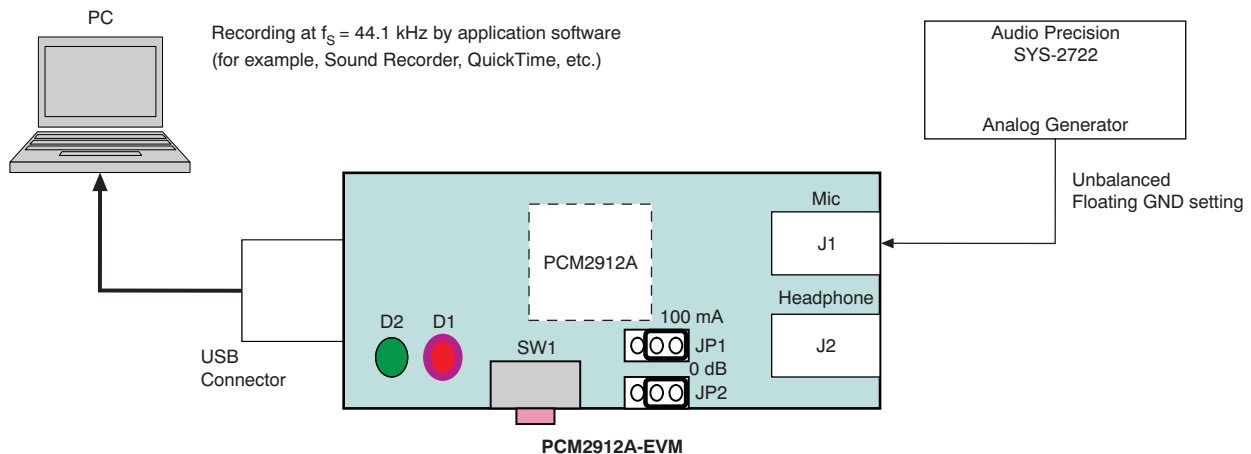 PC
Recording at fS = 44.1 kHz by application software
(for example, Sound Recorder, QuickTime, etc.)
Audio Precision
SYS-2722
Analog Generator
Unbalanced
Floating GND setting
Mic
J1
PCM2912A
Headphone
J2
100 mA
JP1
0 dB
JP2
D2
D1
SW1
USB
Connector
PCM2912A-EVM